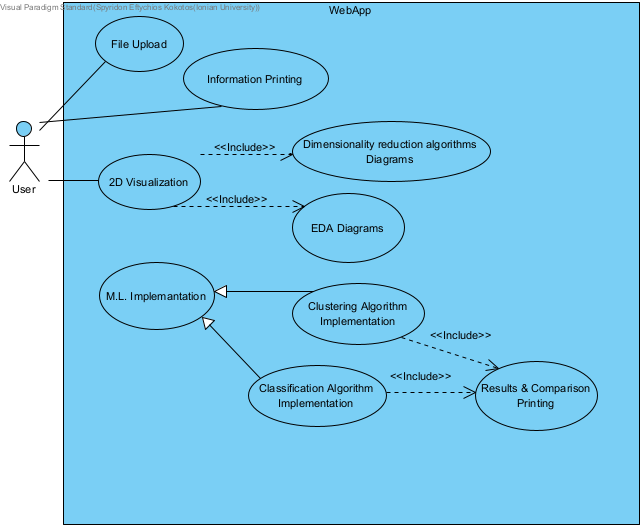 Visual Paradigm Standard(Spyridon Eftychios Kokotos(Ionian University))
WebApp
File Upload
Information Printing
<<Include>>
Dimensionality reduction algorithms
Diagrams
User
2D Visualization
<<Include>>
EDA Diagrams
M.L. Implemantation
Clustering Algorithm
Implementation
<<Include>>
<<Include>>
Classification Algorithm
Implementation
Results & Comparison
Printing